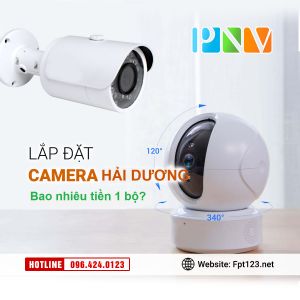 PNV
LẮP ĐẶT
CAMERA HẢI DƯƠNG
Bao nhiêu tiền 1 bộ?
120°
340°
HOTLINE 096.424.0123
Website: Fpt123.net